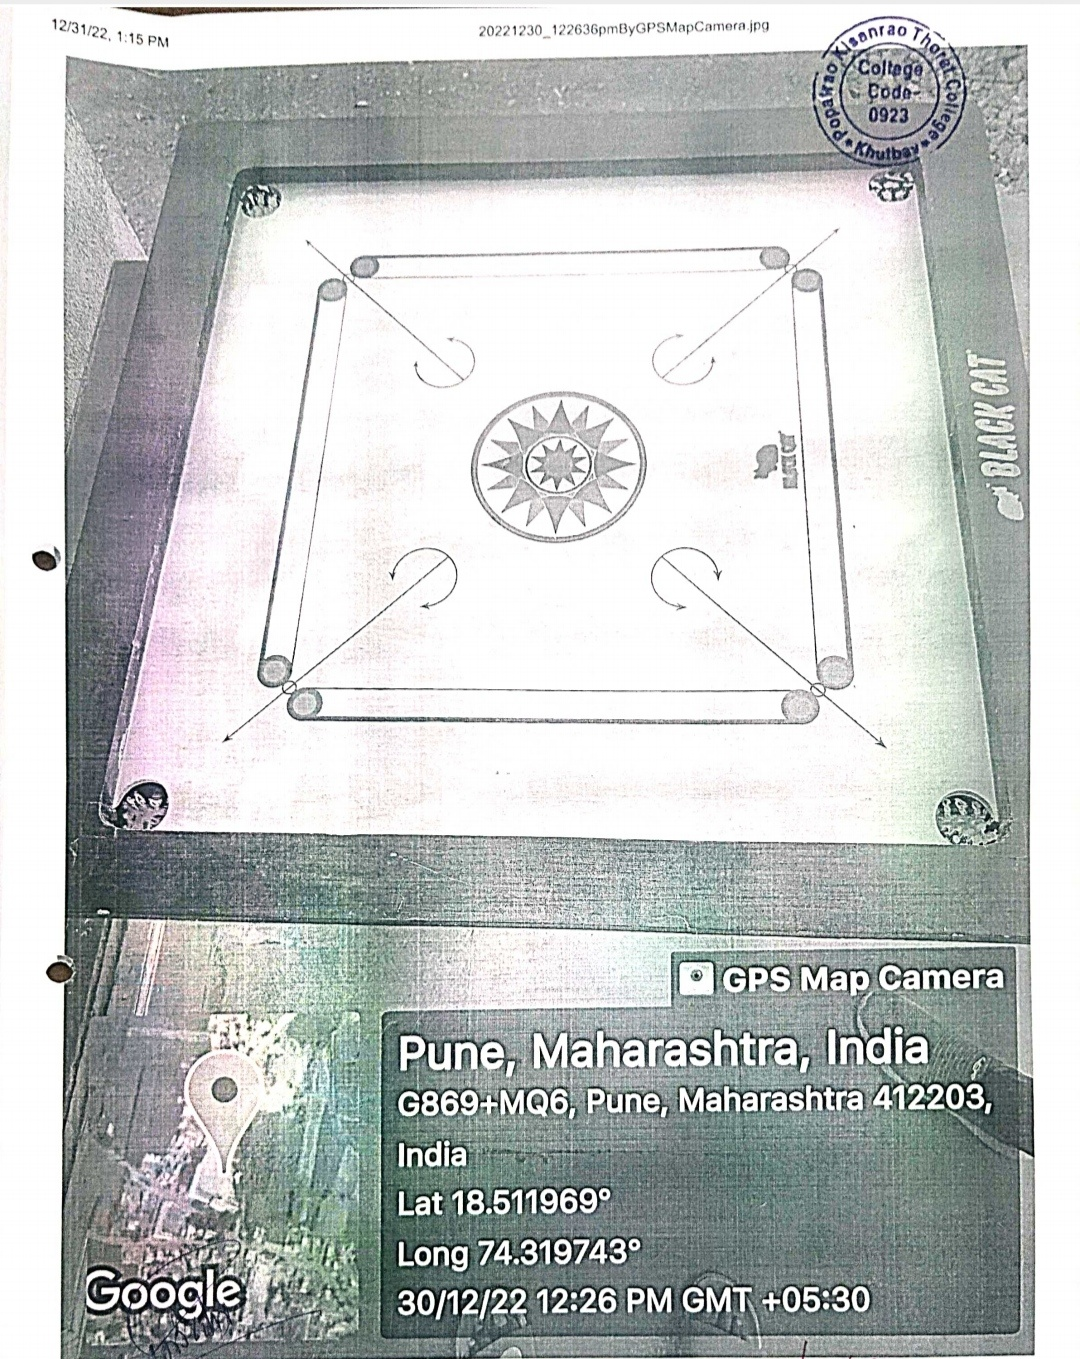 12/31/22, 1:15 PM
20221230_122636pmByGPSMapCamera.jpg
College
Code-
0923
Khutbav
BLACK CAT
GPS Map Camera
Pune, Maharashtra, India
G869+MQ6, Pune, Maharashtra 412203,
India
Lat 18.511969°
Long 74.319743°
30/12/22 12:26 PM GMT +05:30
Google